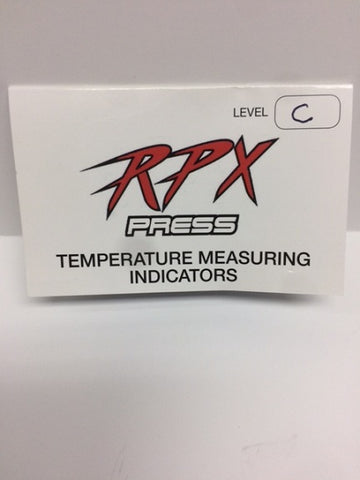 LEVEL C
RPX
PRESS
TEMPERATURE MEASURING
INDICATORS